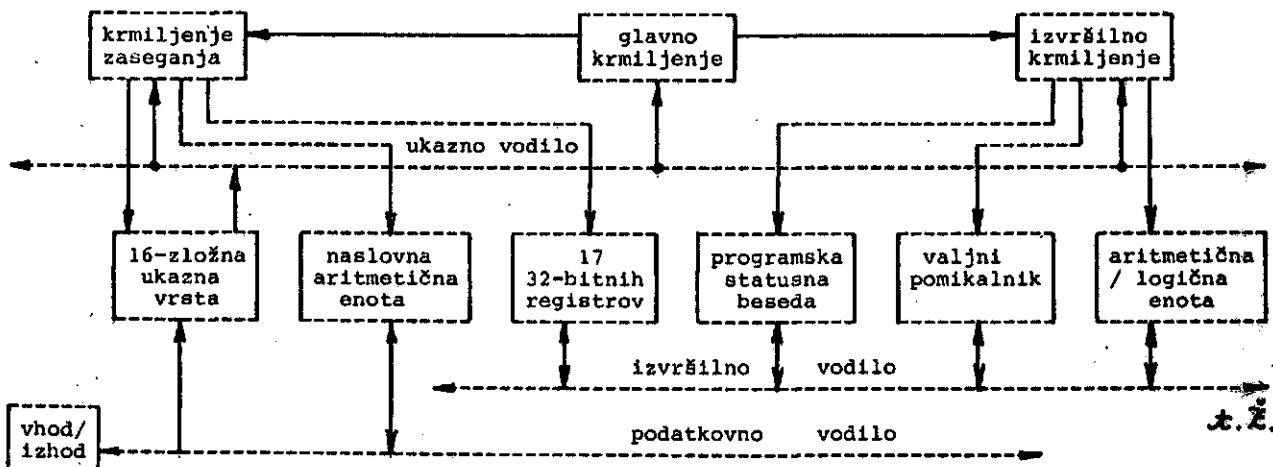 krmiljenje
zaseganja
glavno
krmiljenje
izvršilno
krmiljenje
ukazno vodilo
16-zložna
ukazna
vrsta
naslovna
aritmetična
enota
17
32-bitnih
registrov
programska
statusna
beseda
valjni
pomikalnik
aritmetična
/ logična
enota
izvršilno vodilo
ž.ž.
vhod/
izhod
podatkovno vodilo